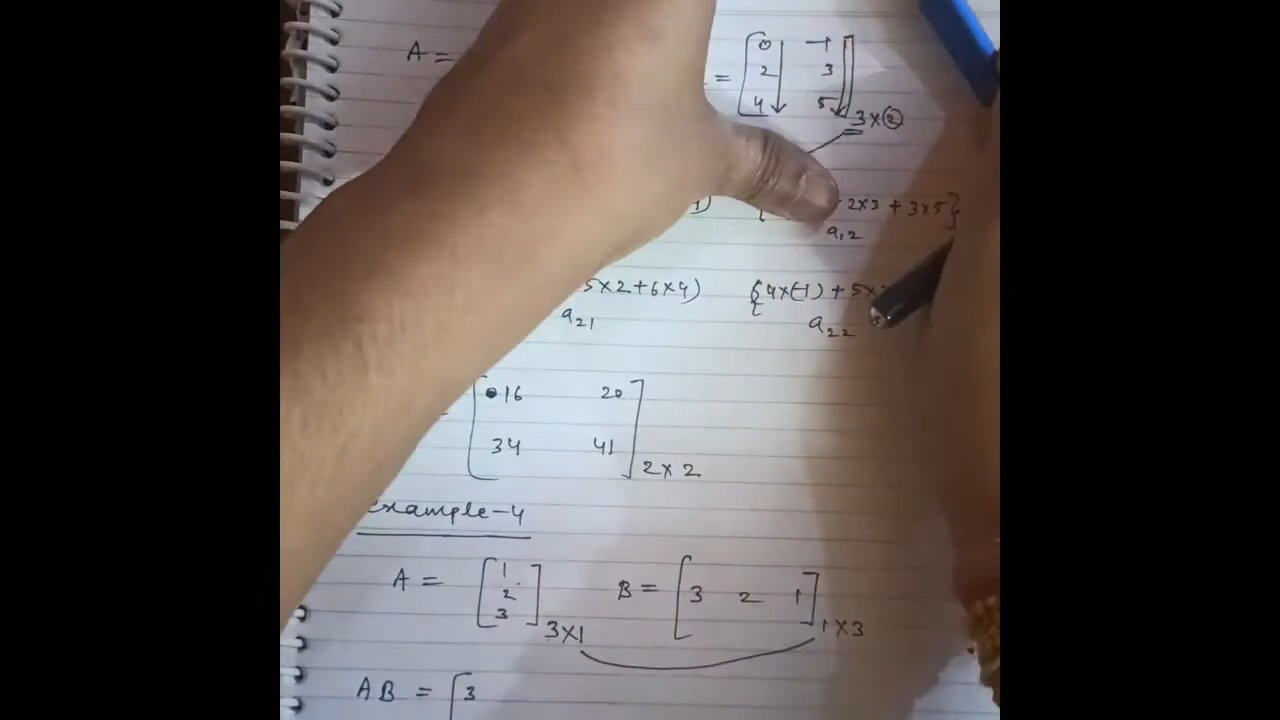 A = = [0 -1
2 3
4 5] 3×2
1) { 2×3 + 3×5}
a12
5×2+6×4) {4×(-1) + 5×
a21 a22
[16 20
34 41] 2×2
Example-4
A = [1
2
3] 3×1 B = [3 2 1] 1×3
AB = [3